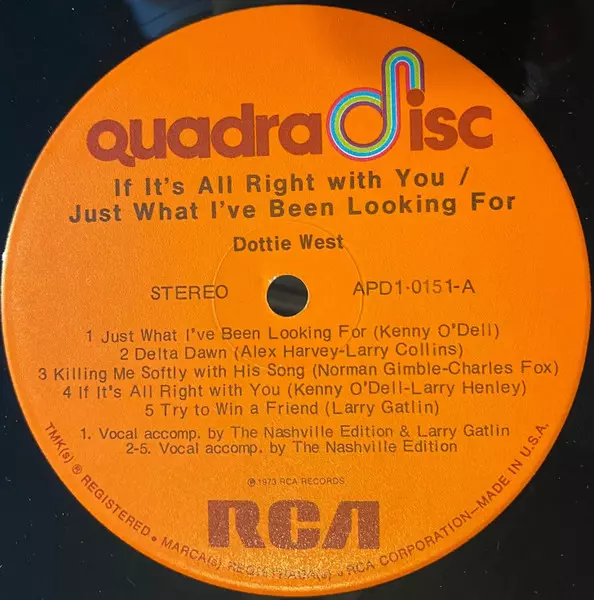 quadradisc
If It's All Right with You /
Just What I've Been Looking For
Dottie West
STEREO APD1-0151-A
1 Just What I've Been Looking For (Kenny O'Dell)
2 Delta Dawn (Alex Harvey-Larry Collins)
3 Killing Me Softly with His Song (Norman Gimble-Charles Fox)
4 If It's All Right with You (Kenny O'Dell-Larry Henley)
5 Try to Win a Friend (Larry Gatlin)
1. Vocal accomp. by The Nashville Edition & Larry Gatlin
2-5. Vocal accomp. by The Nashville Edition
℗ 1973 RCA RECORDS
RCA
TMK(s) ® REGISTERED • MARCA(s) RCA CORPORATION—MADE IN U.S.A.